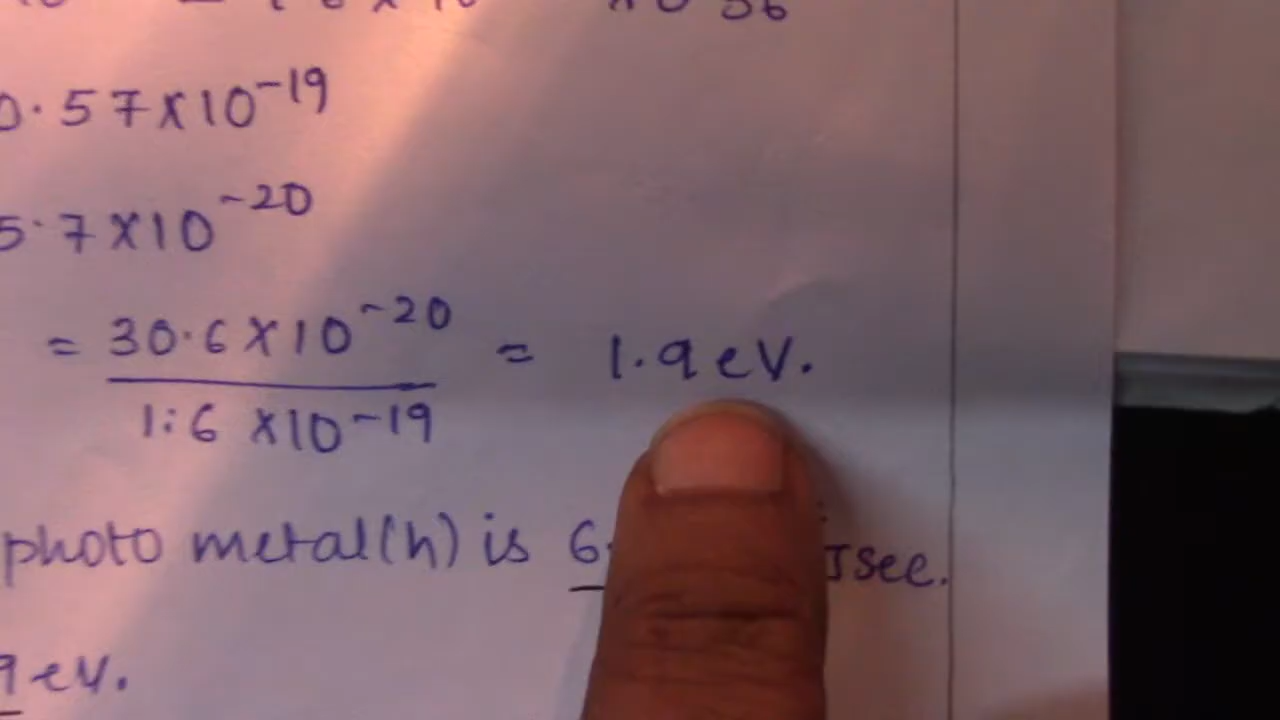 0.57×10⁻¹⁹
5.7×10⁻²⁰
= 30.6×10⁻²⁰ / 1:6 ×10⁻¹⁹ = 1.9 eV.
photo metal(h) is 6. Jsec.
9 eV.